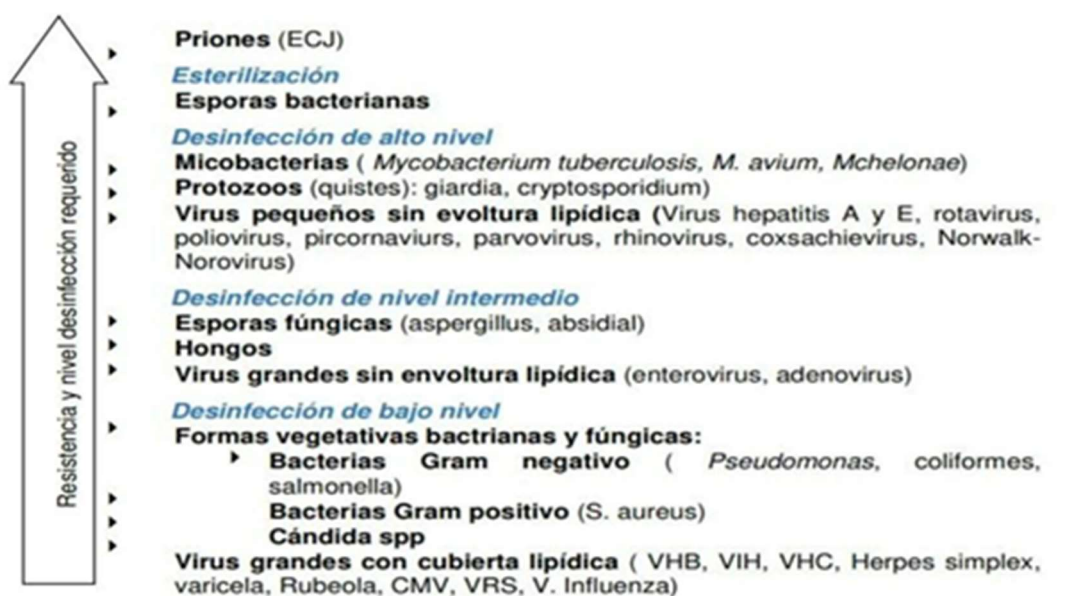 Resistencia y nivel desinfección requerido
Priones (ECJ)
Esterilización
Esporas bacterianas
Desinfección de alto nivel
Micobacterias ( Mycobacterium tuberculosis, M. avium, Mchelonae)
Protozoos (quistes): giardia, cryptosporidium)
Virus pequeños sin evoltura lipídica (Virus hepatitis A y E, rotavirus,
poliovirus, pircornaviurs, parvovirus, rhinovirus, coxsachievirus, Norwalk-
Norovirus)
Desinfección de nivel intermedio
Esporas fúngicas (aspergillus, absidial)
Hongos
Virus grandes sin envoltura lipídica (enterovirus, adenovirus)
Desinfección de bajo nivel
Formas vegetativas bactrianas y fúngicas:
Bacterias Gram negativo ( Pseudomonas, coliformes,
salmonella)
Bacterias Gram positivo (S. aureus)
Cándida spp
Virus grandes con cubierta lipídica ( VHB, VIH, VHC, Herpes simplex,
varicela, Rubeola, CMV, VRS, V. Influenza)